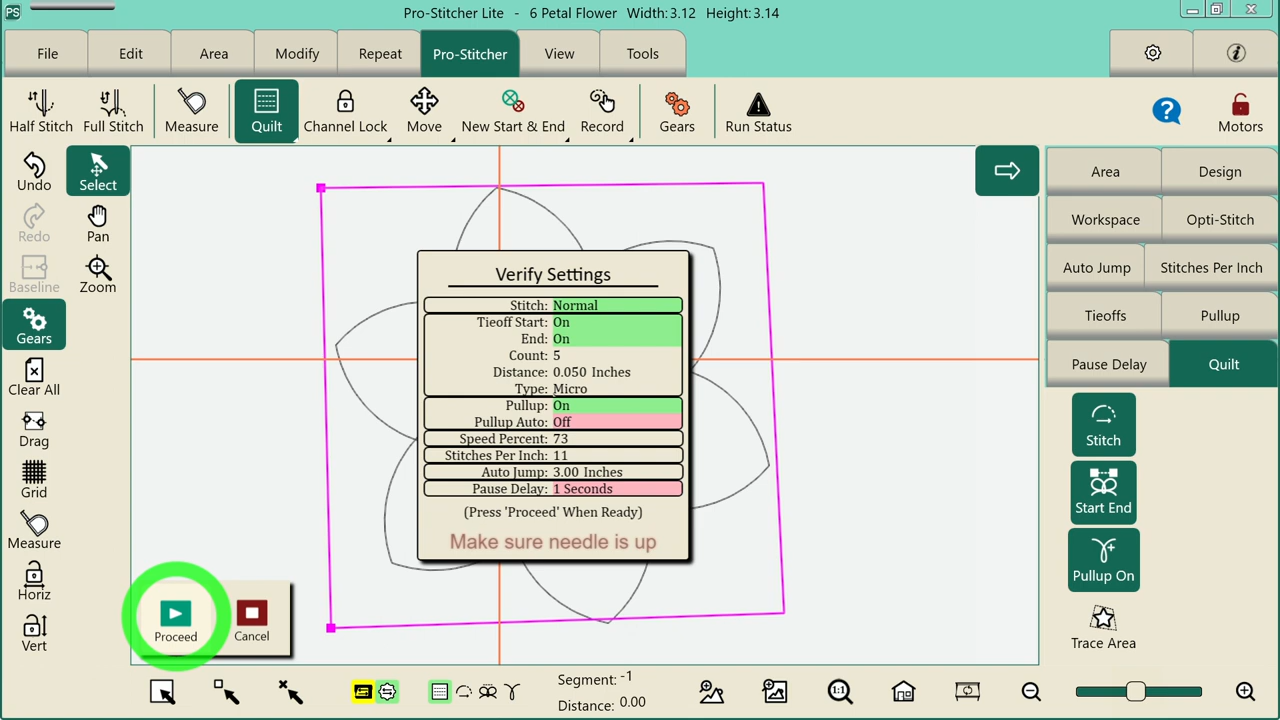 PS
Pro-Stitcher Lite - 6 Petal Flower Width:3.12 Height:3.14
File Edit Area Modify Repeat Pro-Stitcher View Tools
Half Stitch Full Stitch Measure Quilt Channel Lock Move New Start & End Record Gears Run Status Motors
Undo Select
Redo Pan
Baseline Zoom
Gears
Clear All
Drag
Grid
Measure
Horiz
Vert
Verify Settings
Stitch: Normal
Tieoff Start: On
End: On
Count: 5
Distance: 0.050 Inches
Type: Micro
Pullup: On
Pullup Auto: Off
Speed Percent: 73
Stitches Per Inch: 11
Auto Jump: 3.00 Inches
Pause Delay: 1 Seconds
(Press 'Proceed' When Ready)
Make sure needle is up
Proceed Cancel
Area Design
Workspace Opti-Stitch
Auto Jump Stitches Per Inch
Tieoffs Pullup
Pause Delay Quilt
Stitch
Start End
Pullup On
Trace Area
Segment: -1
Distance: 0.00
1:1